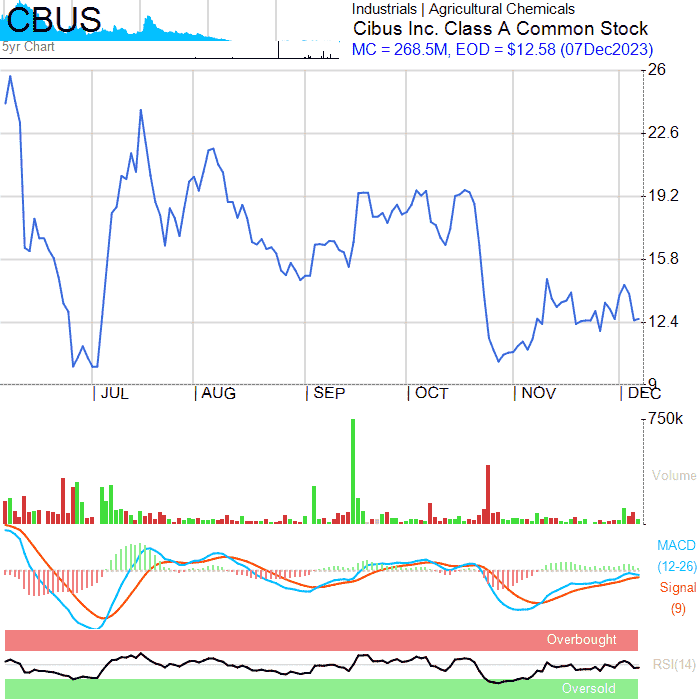 CBUS
5yr Chart
Industrials | Agricultural Chemicals
Cibus Inc. Class A Common Stock
MC = 268.5M, EOD = $12.58 (07Dec2023)
26
22.6
19.2
15.8
12.4
9
JUL AUG SEP OCT NOV DEC
750k
Volume
MACD
(12-26)
Signal
(9)
Overbought
RSI(14)
Oversold